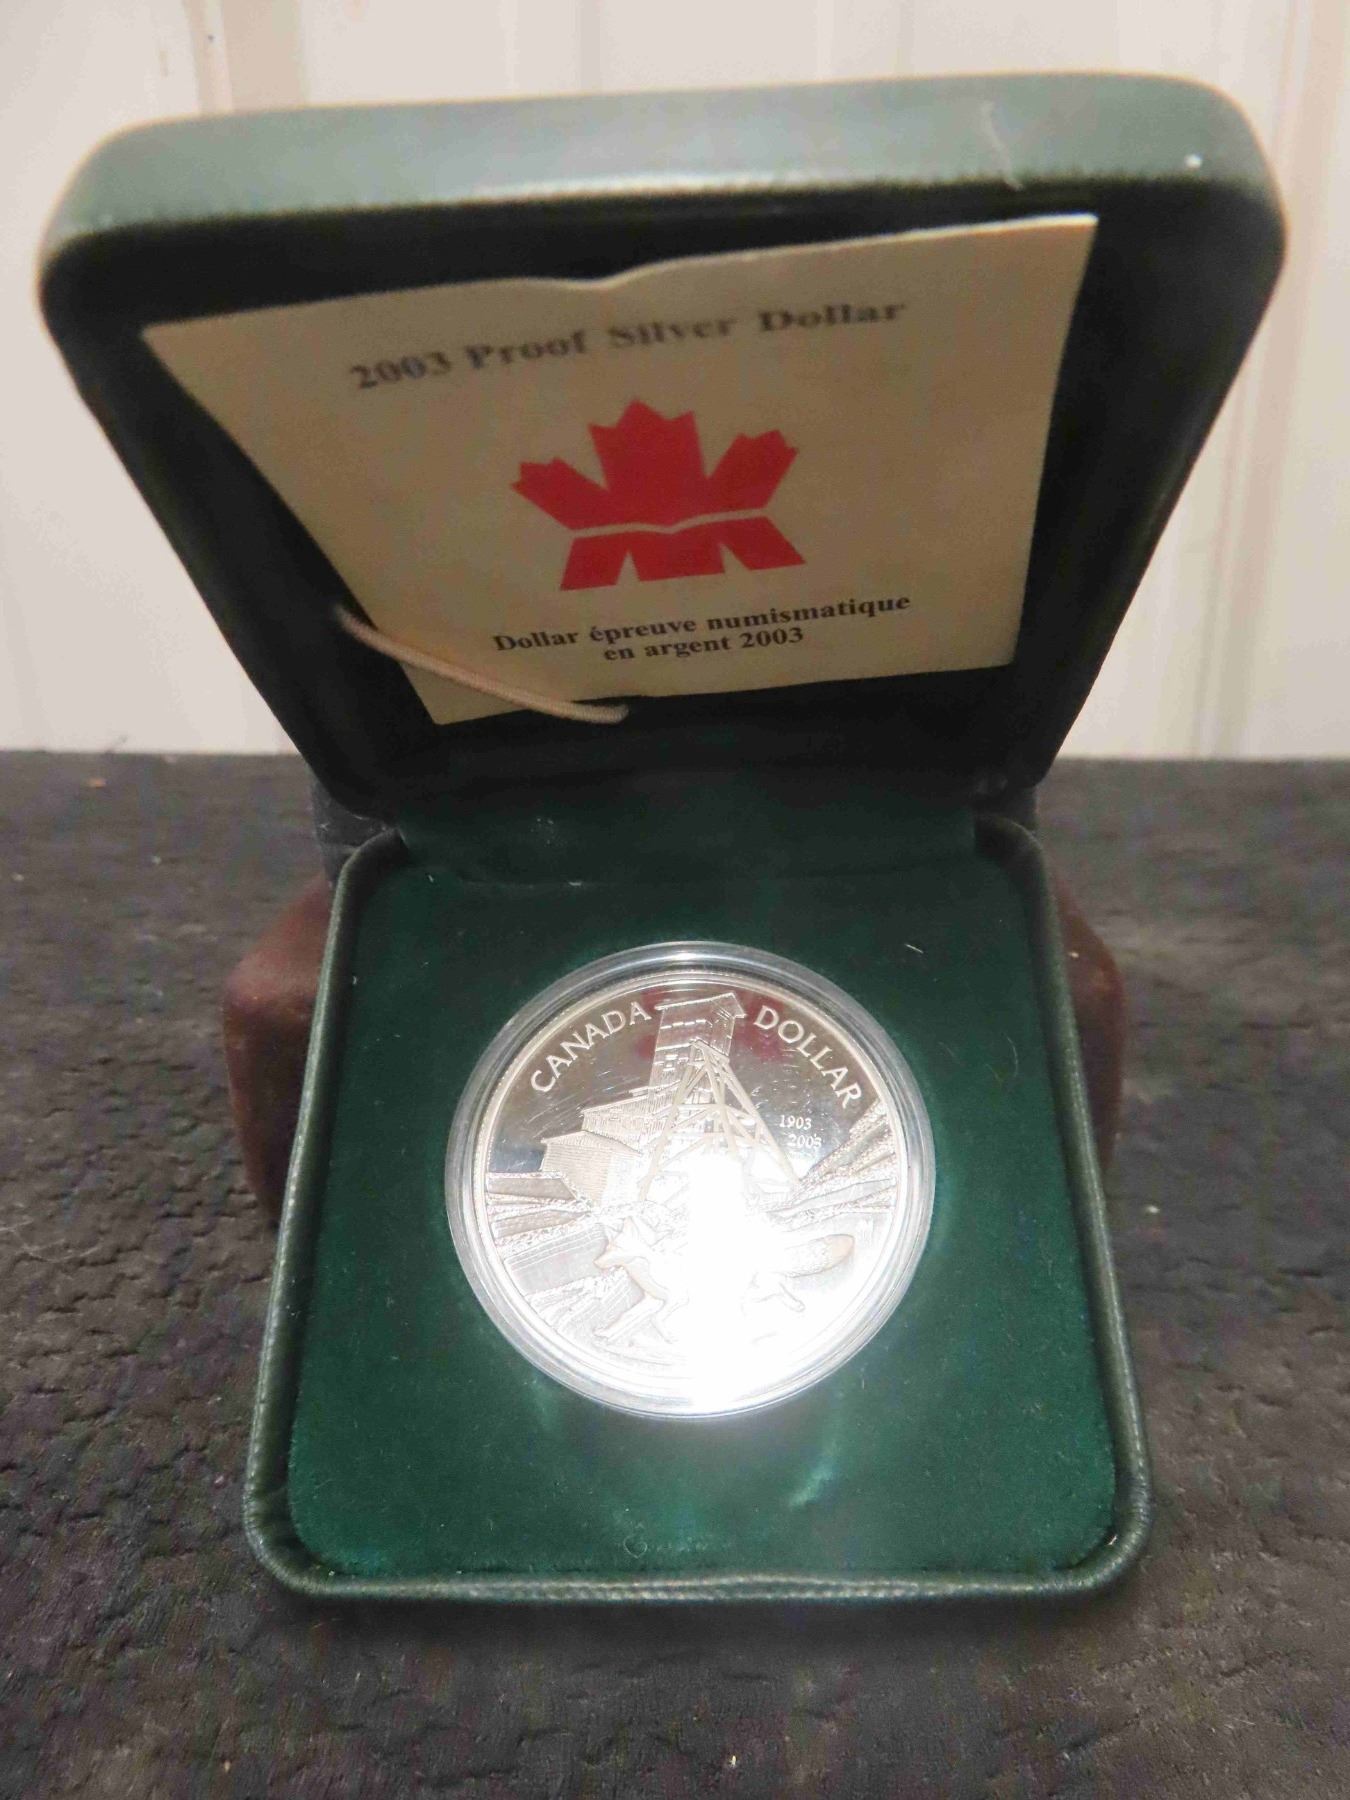 2003 Proof Silver Dollar
Dollar épreuve numismatique
en argent 2003
CANADA DOLLAR
1903
2003